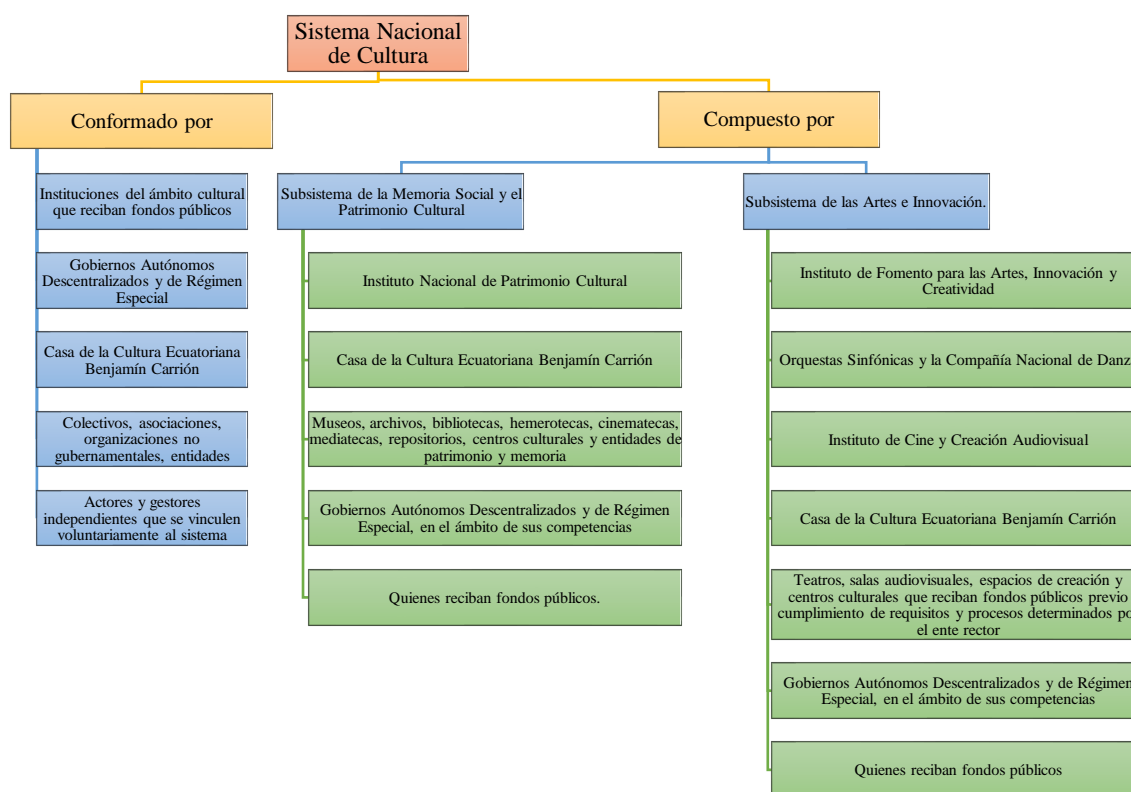 Sistema Nacional
de Cultura
Conformado por
Instituciones del ámbito cultural
que reciban fondos públicos
Gobiernos Autónomos
Descentralizados y de Régimen
Especial
Casa de la Cultura Ecuatoriana
Benjamín Carrión
Colectivos, asociaciones,
organizaciones no
gubernamentales, entidades
Actores y gestores
independientes que se vinculen
voluntariamente al sistema
Compuesto por
Subsistema de la Memoria Social y el
Patrimonio Cultural
Instituto Nacional de Patrimonio Cultural
Casa de la Cultura Ecuatoriana Benjamín Carrión
Museos, archivos, bibliotecas, hemerotecas, cinematecas,
mediatecas, repositorios, centros culturales y entidades de
patrimonio y memoria
Gobiernos Autónomos Descentralizados y de Régimen
Especial, en el ámbito de sus competencias
Quienes reciban fondos públicos.
Subsistema de las Artes e Innovación.
Instituto de Fomento para las Artes, Innovación y
Creatividad
Orquestas Sinfónicas y la Compañía Nacional de Danz
Instituto de Cine y Creación Audiovisual
Casa de la Cultura Ecuatoriana Benjamín Carrión
Teatros, salas audiovisuales, espacios de creación y
centros culturales que reciban fondos públicos previo
cumplimiento de requisitos y procesos determinados po
el ente rector
Gobiernos Autónomos Descentralizados y de Régimen
Especial, en el ámbito de sus competencias
Quienes reciban fondos públicos